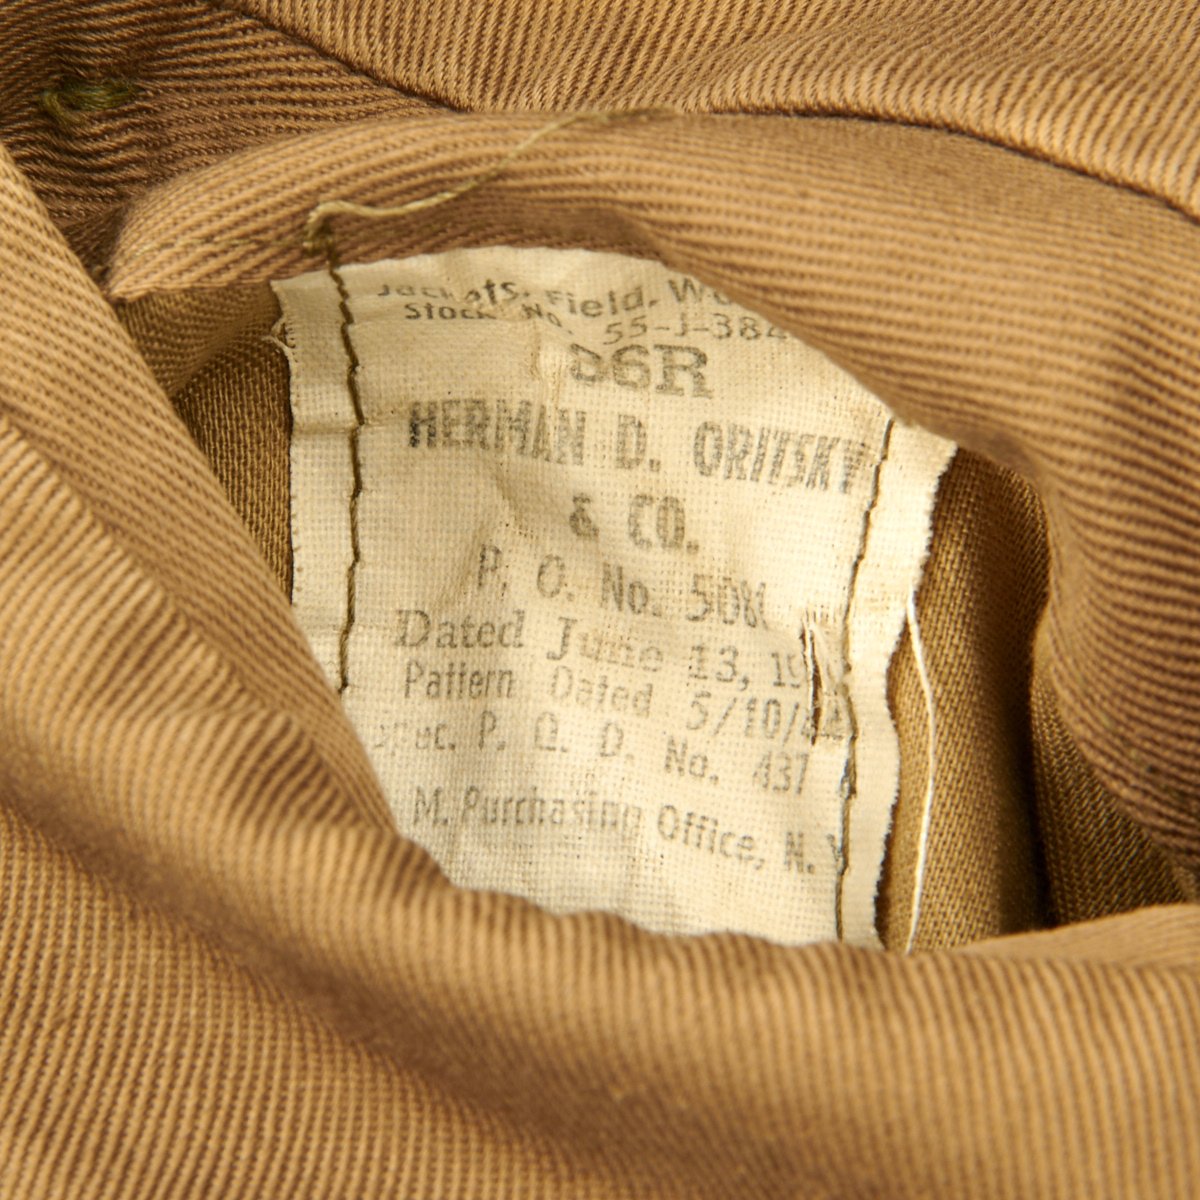 Jackets, Field, W
Stock No. 55-J-384
36R
HERMAN D. ORITSKY
& CO.
P. O. No. 508
Dated June 13, 19
Pattern Dated 5/10/44
Spec. P. Q. D. No. 437
M. Purchasing Office, N. Y